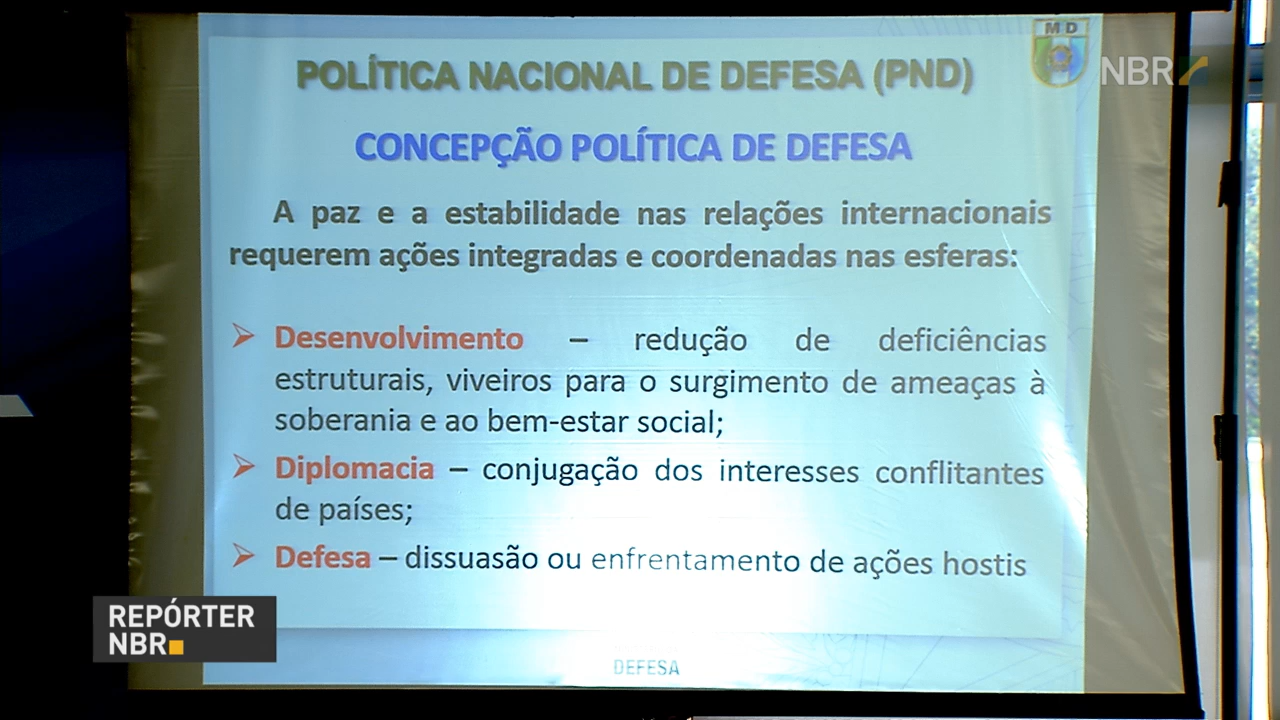 POLÍTICA NACIONAL DE DEFESA (PND)
MD
NBR
CONCEPÇÃO POLÍTICA DE DEFESA
A paz e a estabilidade nas relações internacionais
requerem ações integradas e coordenadas nas esferas:
Desenvolvimento – redução de deficiências
estruturais, viveiros para o surgimento de ameaças à
soberania e ao bem-estar social;
Diplomacia – conjugação dos interesses conflitantes
de países;
Defesa – dissuasão ou enfrentamento de ações hostis
REPÓRTER
NBR
DEFESA